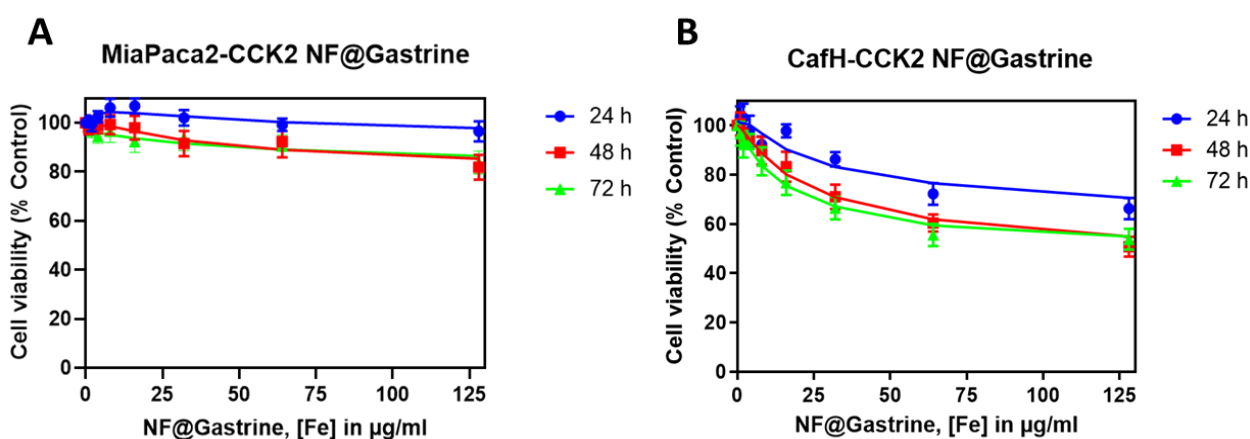 A
MiaPaca2-CCK2 NF@Gastrine
Cell viability (% Control)
100
80
60
40
20
0
0 25 50 75 100 125
NF@Gastrine, [Fe] in µg/ml
24 h
48 h
72 h
B
CafH-CCK2 NF@Gastrine
Cell viability (% Control)
100
80
60
40
20
0
0 25 50 75 100 125
NF@Gastrine, [Fe] in µg/ml
24 h
48 h
72 h